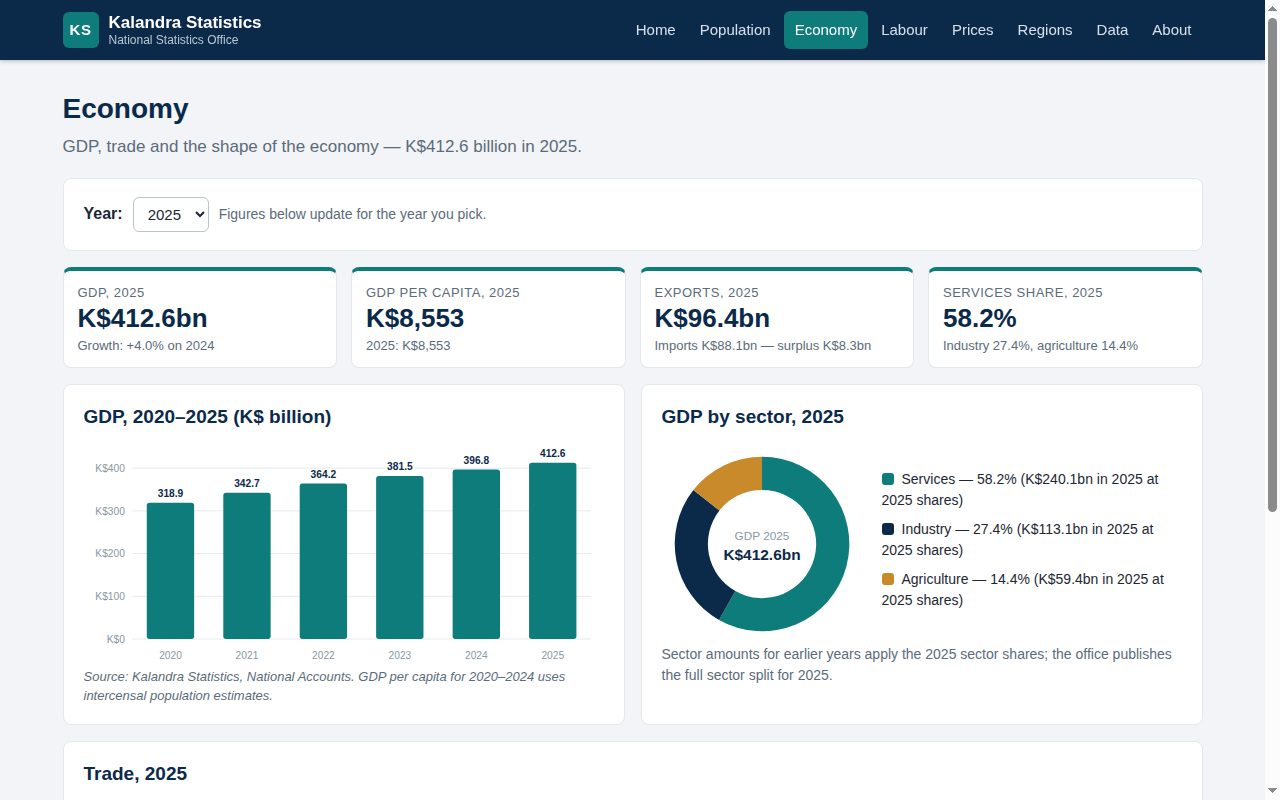 KS
Kalandra Statistics
National Statistics Office
Home Population Economy Labour Prices Regions Data About
Economy
GDP, trade and the shape of the economy — K$412.6 billion in 2025.
Year: 2025 Figures below update for the year you pick.
GDP, 2025
K$412.6bn
Growth: +4.0% on 2024
GDP PER CAPITA, 2025
K$8,553
2025: K$8,553
EXPORTS, 2025
K$96.4bn
Imports K$88.1bn — surplus K$8.3bn
SERVICES SHARE, 2025
58.2%
Industry 27.4%, agriculture 14.4%
GDP, 2020–2025 (K$ billion)
K$400
K$300
K$200
K$100
K$0
318.9
342.7
364.2
381.5
396.8
412.6
2020 2021 2022 2023 2024 2025
Source: Kalandra Statistics, National Accounts. GDP per capita for 2020–2024 uses
intercensal population estimates.
GDP by sector, 2025
GDP 2025
K$412.6bn
Services — 58.2% (K$240.1bn in 2025 at
2025 shares)
Industry — 27.4% (K$113.1bn in 2025 at
2025 shares)
Agriculture — 14.4% (K$59.4bn in 2025 at
2025 shares)
Sector amounts for earlier years apply the 2025 sector shares; the office publishes
the full sector split for 2025.
Trade, 2025